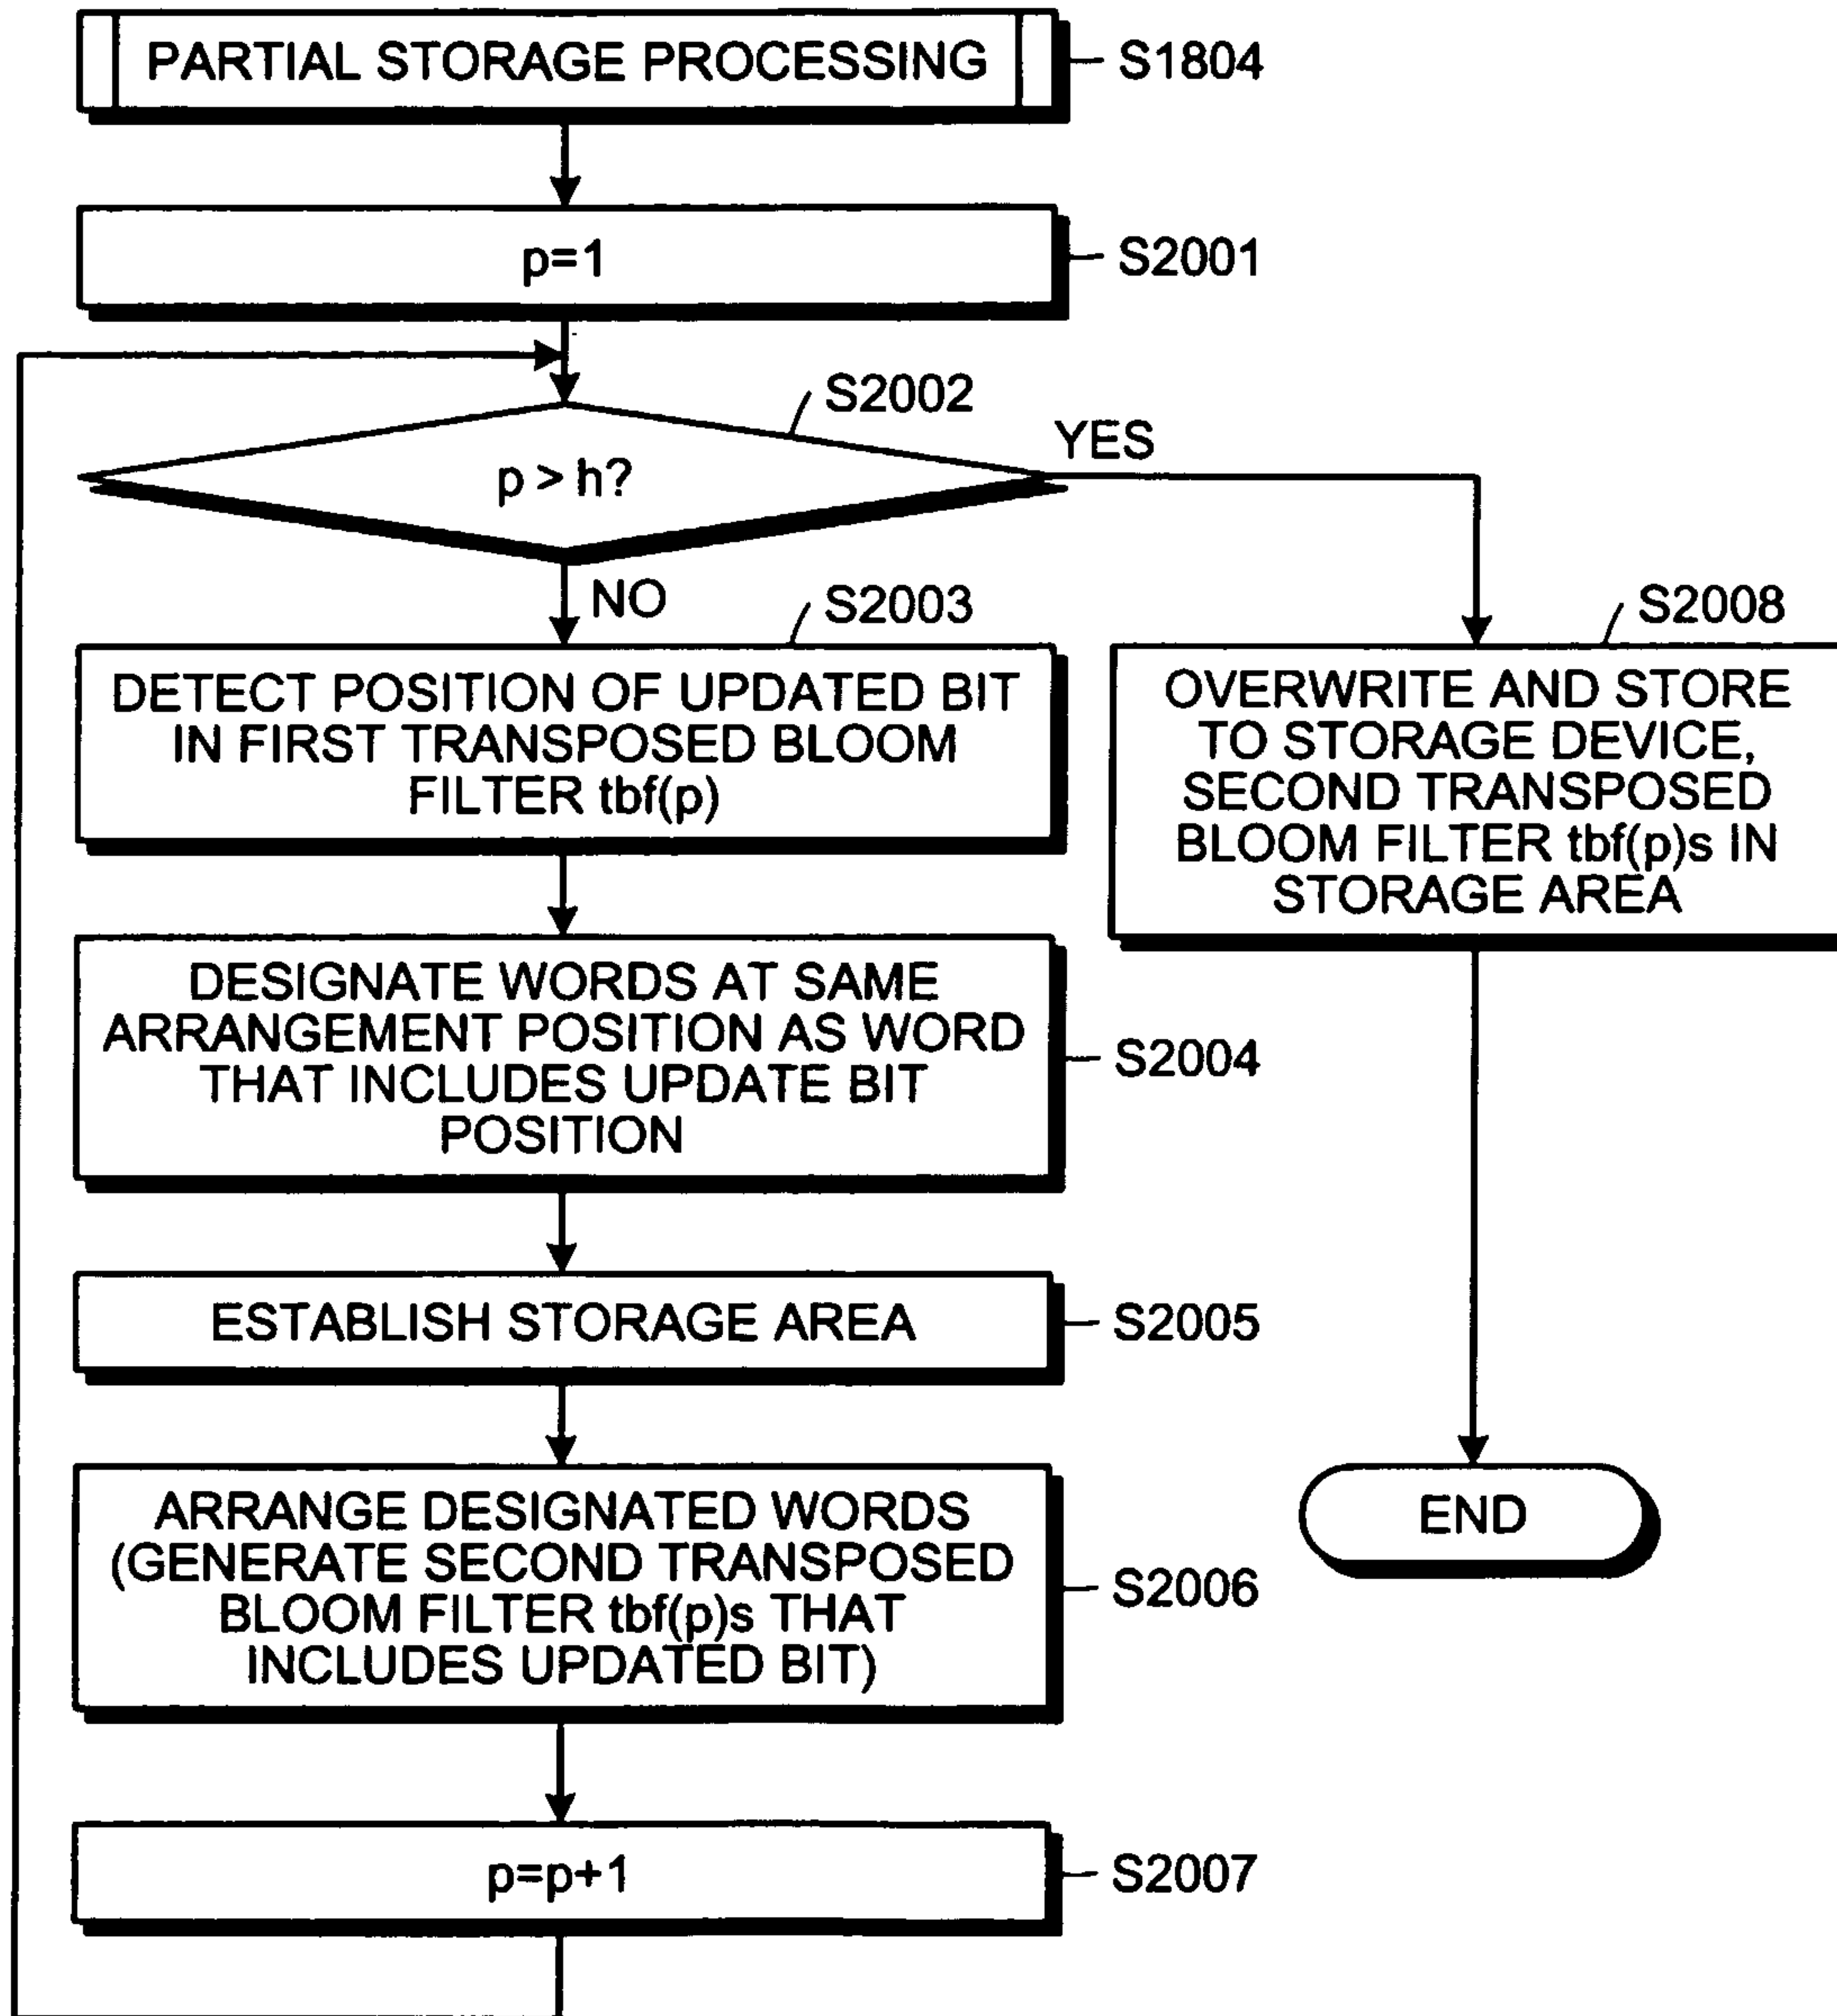 PARTIAL STORAGE PROCESSING
S1804
p=1
S2001
S2002
p > h?
YES
NO
S2003
DETECT POSITION OF UPDATED BIT
IN FIRST TRANSPOSED BLOOM
FILTER tbf(p)
S2008
OVERWRITE AND STORE
TO STORAGE DEVICE,
SECOND TRANSPOSED
BLOOM FILTER tbf(p)s IN
STORAGE AREA
DESIGNATE WORDS AT SAME
ARRANGEMENT POSITION AS WORD
THAT INCLUDES UPDATE BIT
POSITION
S2004
ESTABLISH STORAGE AREA
S2005
ARRANGE DESIGNATED WORDS
(GENERATE SECOND TRANSPOSED
BLOOM FILTER tbf(p)s THAT
INCLUDES UPDATED BIT)
S2006
END
p=p+1
S2007